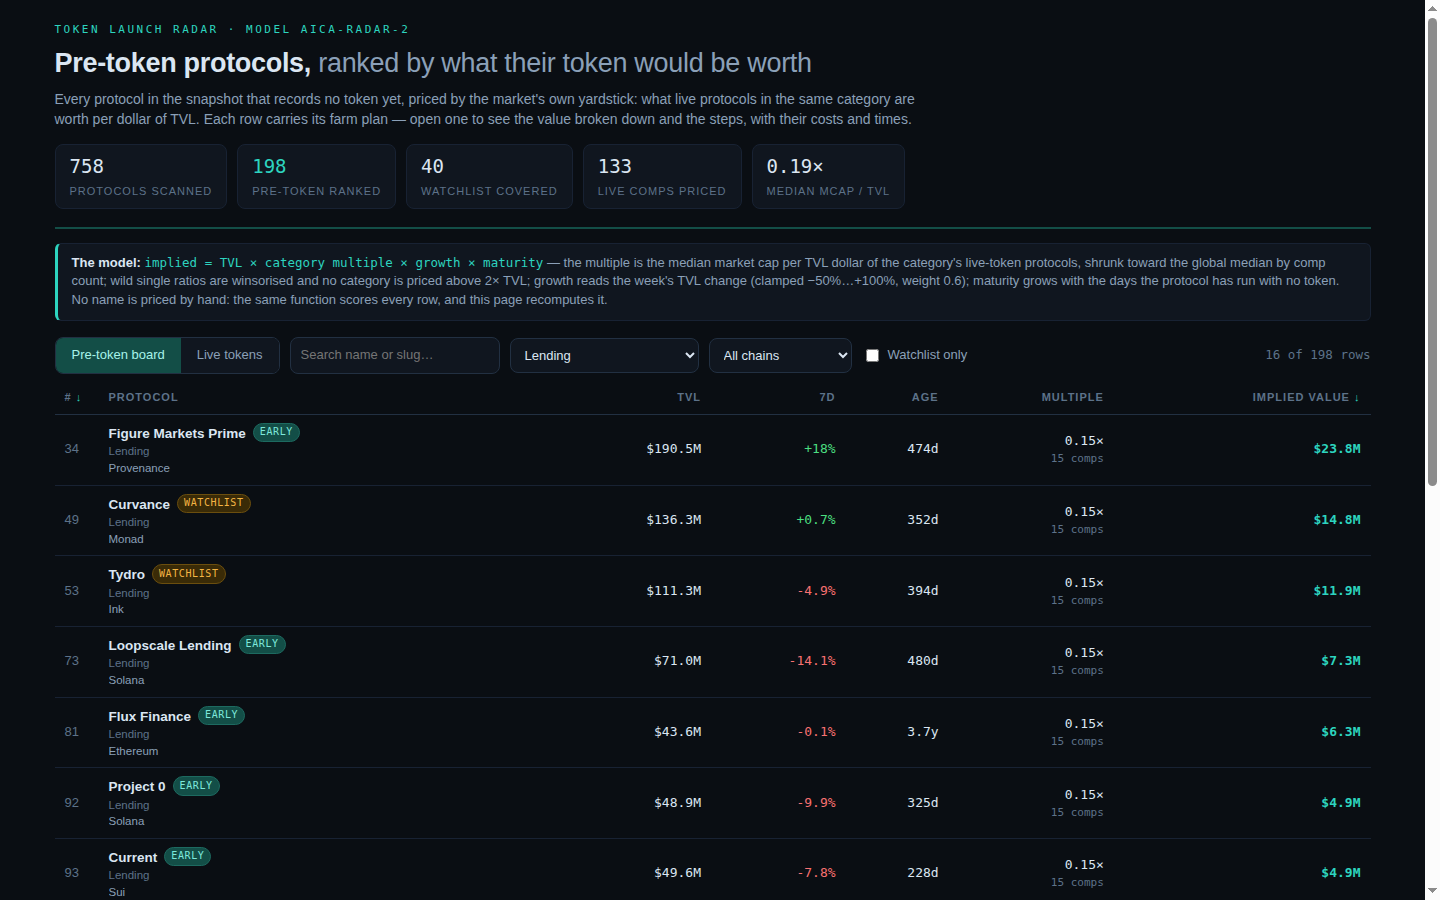 TOKEN LAUNCH RADAR · MODEL AICA-RADAR-2
Pre-token protocols, ranked by what their token would be worth
Every protocol in the snapshot that records no token yet, priced by the market's own yardstick: what live protocols in the same category are
worth per dollar of TVL. Each row carries its farm plan — open one to see the value broken down and the steps, with their costs and times.
758
PROTOCOLS SCANNED
198
PRE-TOKEN RANKED
40
WATCHLIST COVERED
133
LIVE COMPS PRICED
0.19×
MEDIAN MCAP / TVL
The model: implied = TVL × category multiple × growth × maturity — the multiple is the median market cap per TVL dollar of the category's live-token protocols, shrunk toward the global median by comp
count; wild single ratios are winsorised and no category is priced above 2× TVL; growth reads the week's TVL change (clamped −50%…+100%, weight 0.6); maturity grows with the days the protocol has run with no token.
No name is priced by hand: the same function scores every row, and this page recomputes it.
Pre-token board Live tokens Search name or slug… Lending All chains Watchlist only 16 of 198 rows
# ↓ PROTOCOL TVL 7D AGE MULTIPLE IMPLIED VALUE ↓
34 Figure Markets Prime EARLY $190.5M +18% 474d 0.15× $23.8M
Lending 15 comps
Provenance
49 Curvance WATCHLIST $136.3M +0.7% 352d 0.15× $14.8M
Lending 15 comps
Monad
53 Tydro WATCHLIST $111.3M -4.9% 394d 0.15× $11.9M
Lending 15 comps
Ink
73 Loopscale Lending EARLY $71.0M -14.1% 480d 0.15× $7.3M
Lending 15 comps
Solana
81 Flux Finance EARLY $43.6M -0.1% 3.7y 0.15× $6.3M
Lending 15 comps
Ethereum
92 Project 0 EARLY $48.9M -9.9% 325d 0.15× $4.9M
Lending 15 comps
Solana
93 Current EARLY $49.6M -7.8% 228d 0.15× $4.9M
Lending 15 comps
Sui